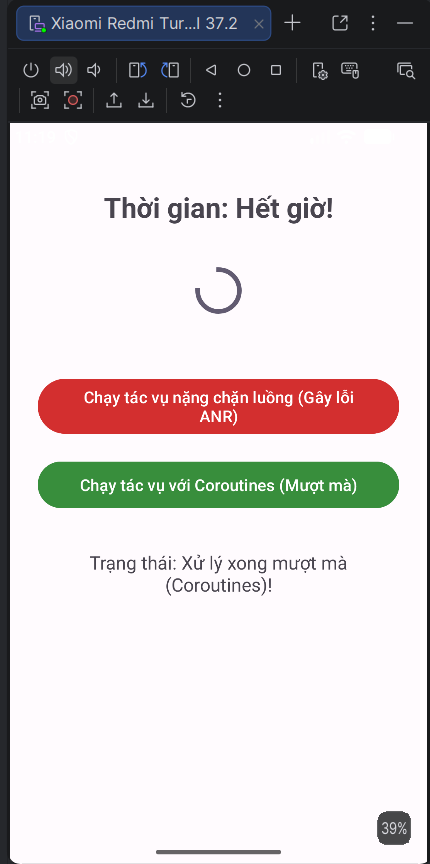 Xiaomi Redmi Tur...l 37.2
Thời gian: Hết giờ!
Chạy tác vụ nặng chặn luồng (Gây lỗi
ANR)
Chạy tác vụ với Coroutines (Mượt mà)
Trạng thái: Xử lý xong mượt mà
(Coroutines)!
39%